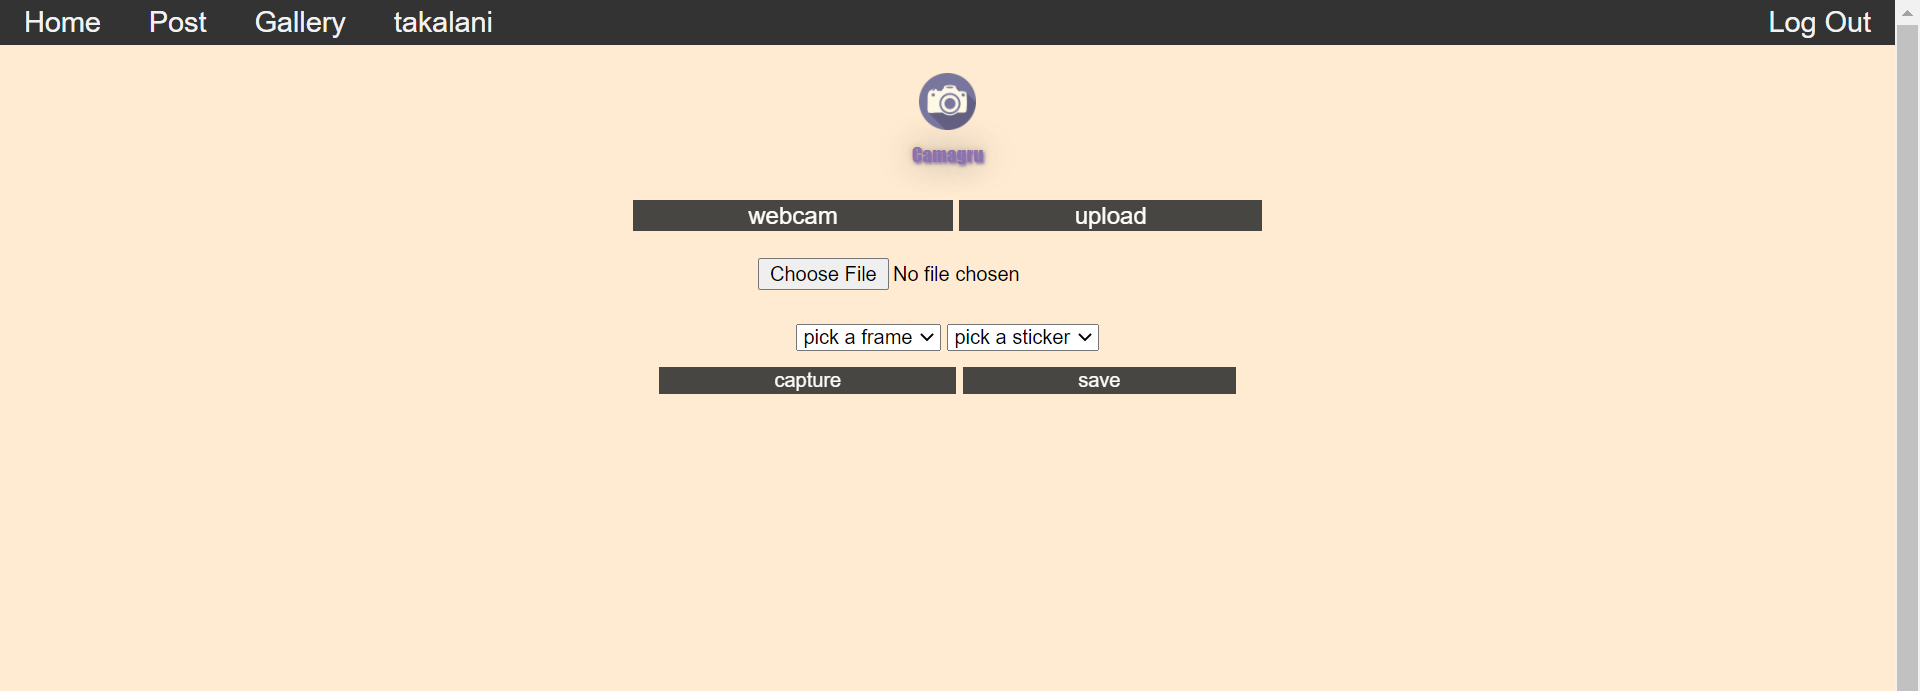 Home Post Gallery takalani Log Out
Camagru
webcam upload
Choose File No file chosen
pick a frame pick a sticker
capture save